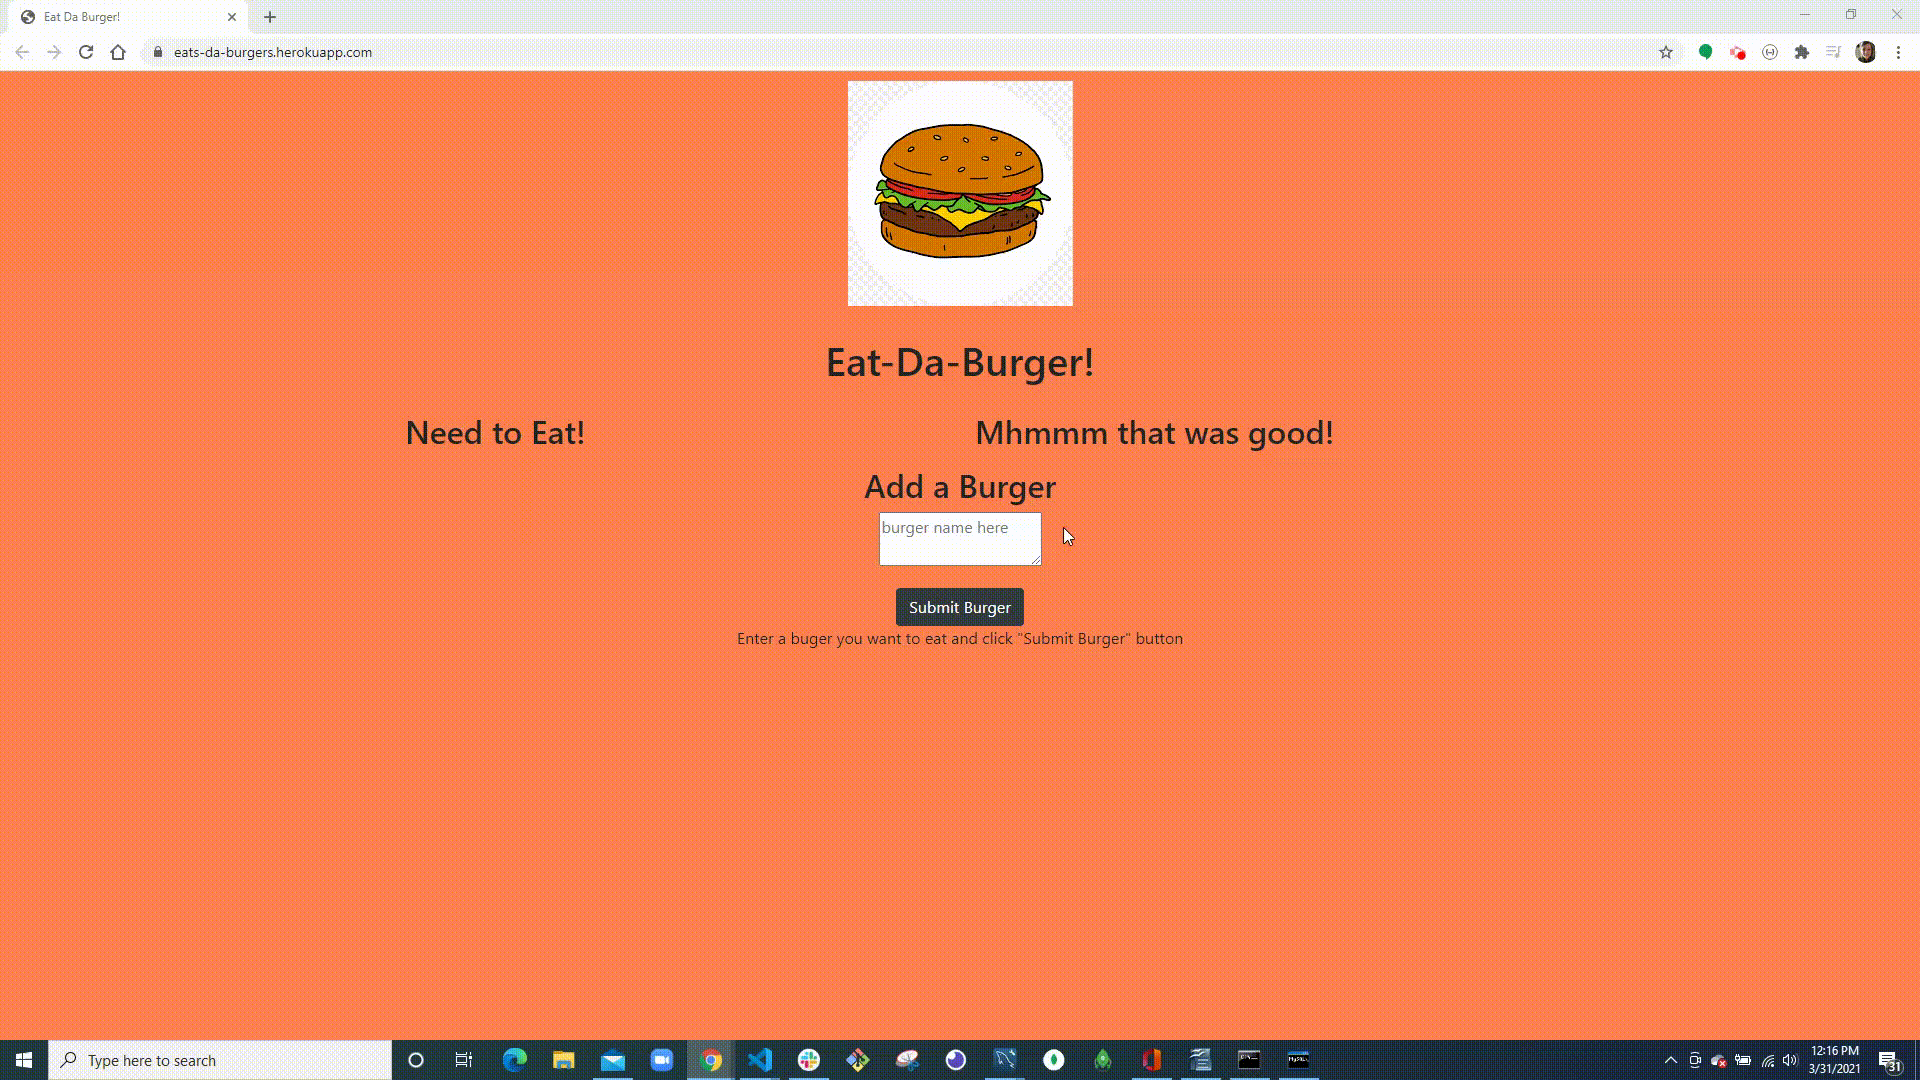 Eat Da Burger!
eats-da-burgers.herokuapp.com
Eat-Da-Burger!
Need to Eat!
Mhmmm that was good!
Add a Burger
burger name here
Submit Burger
Enter a buger you want to eat and click "Submit Burger" button
Type here to search
12:16 PM
3/31/2021
31